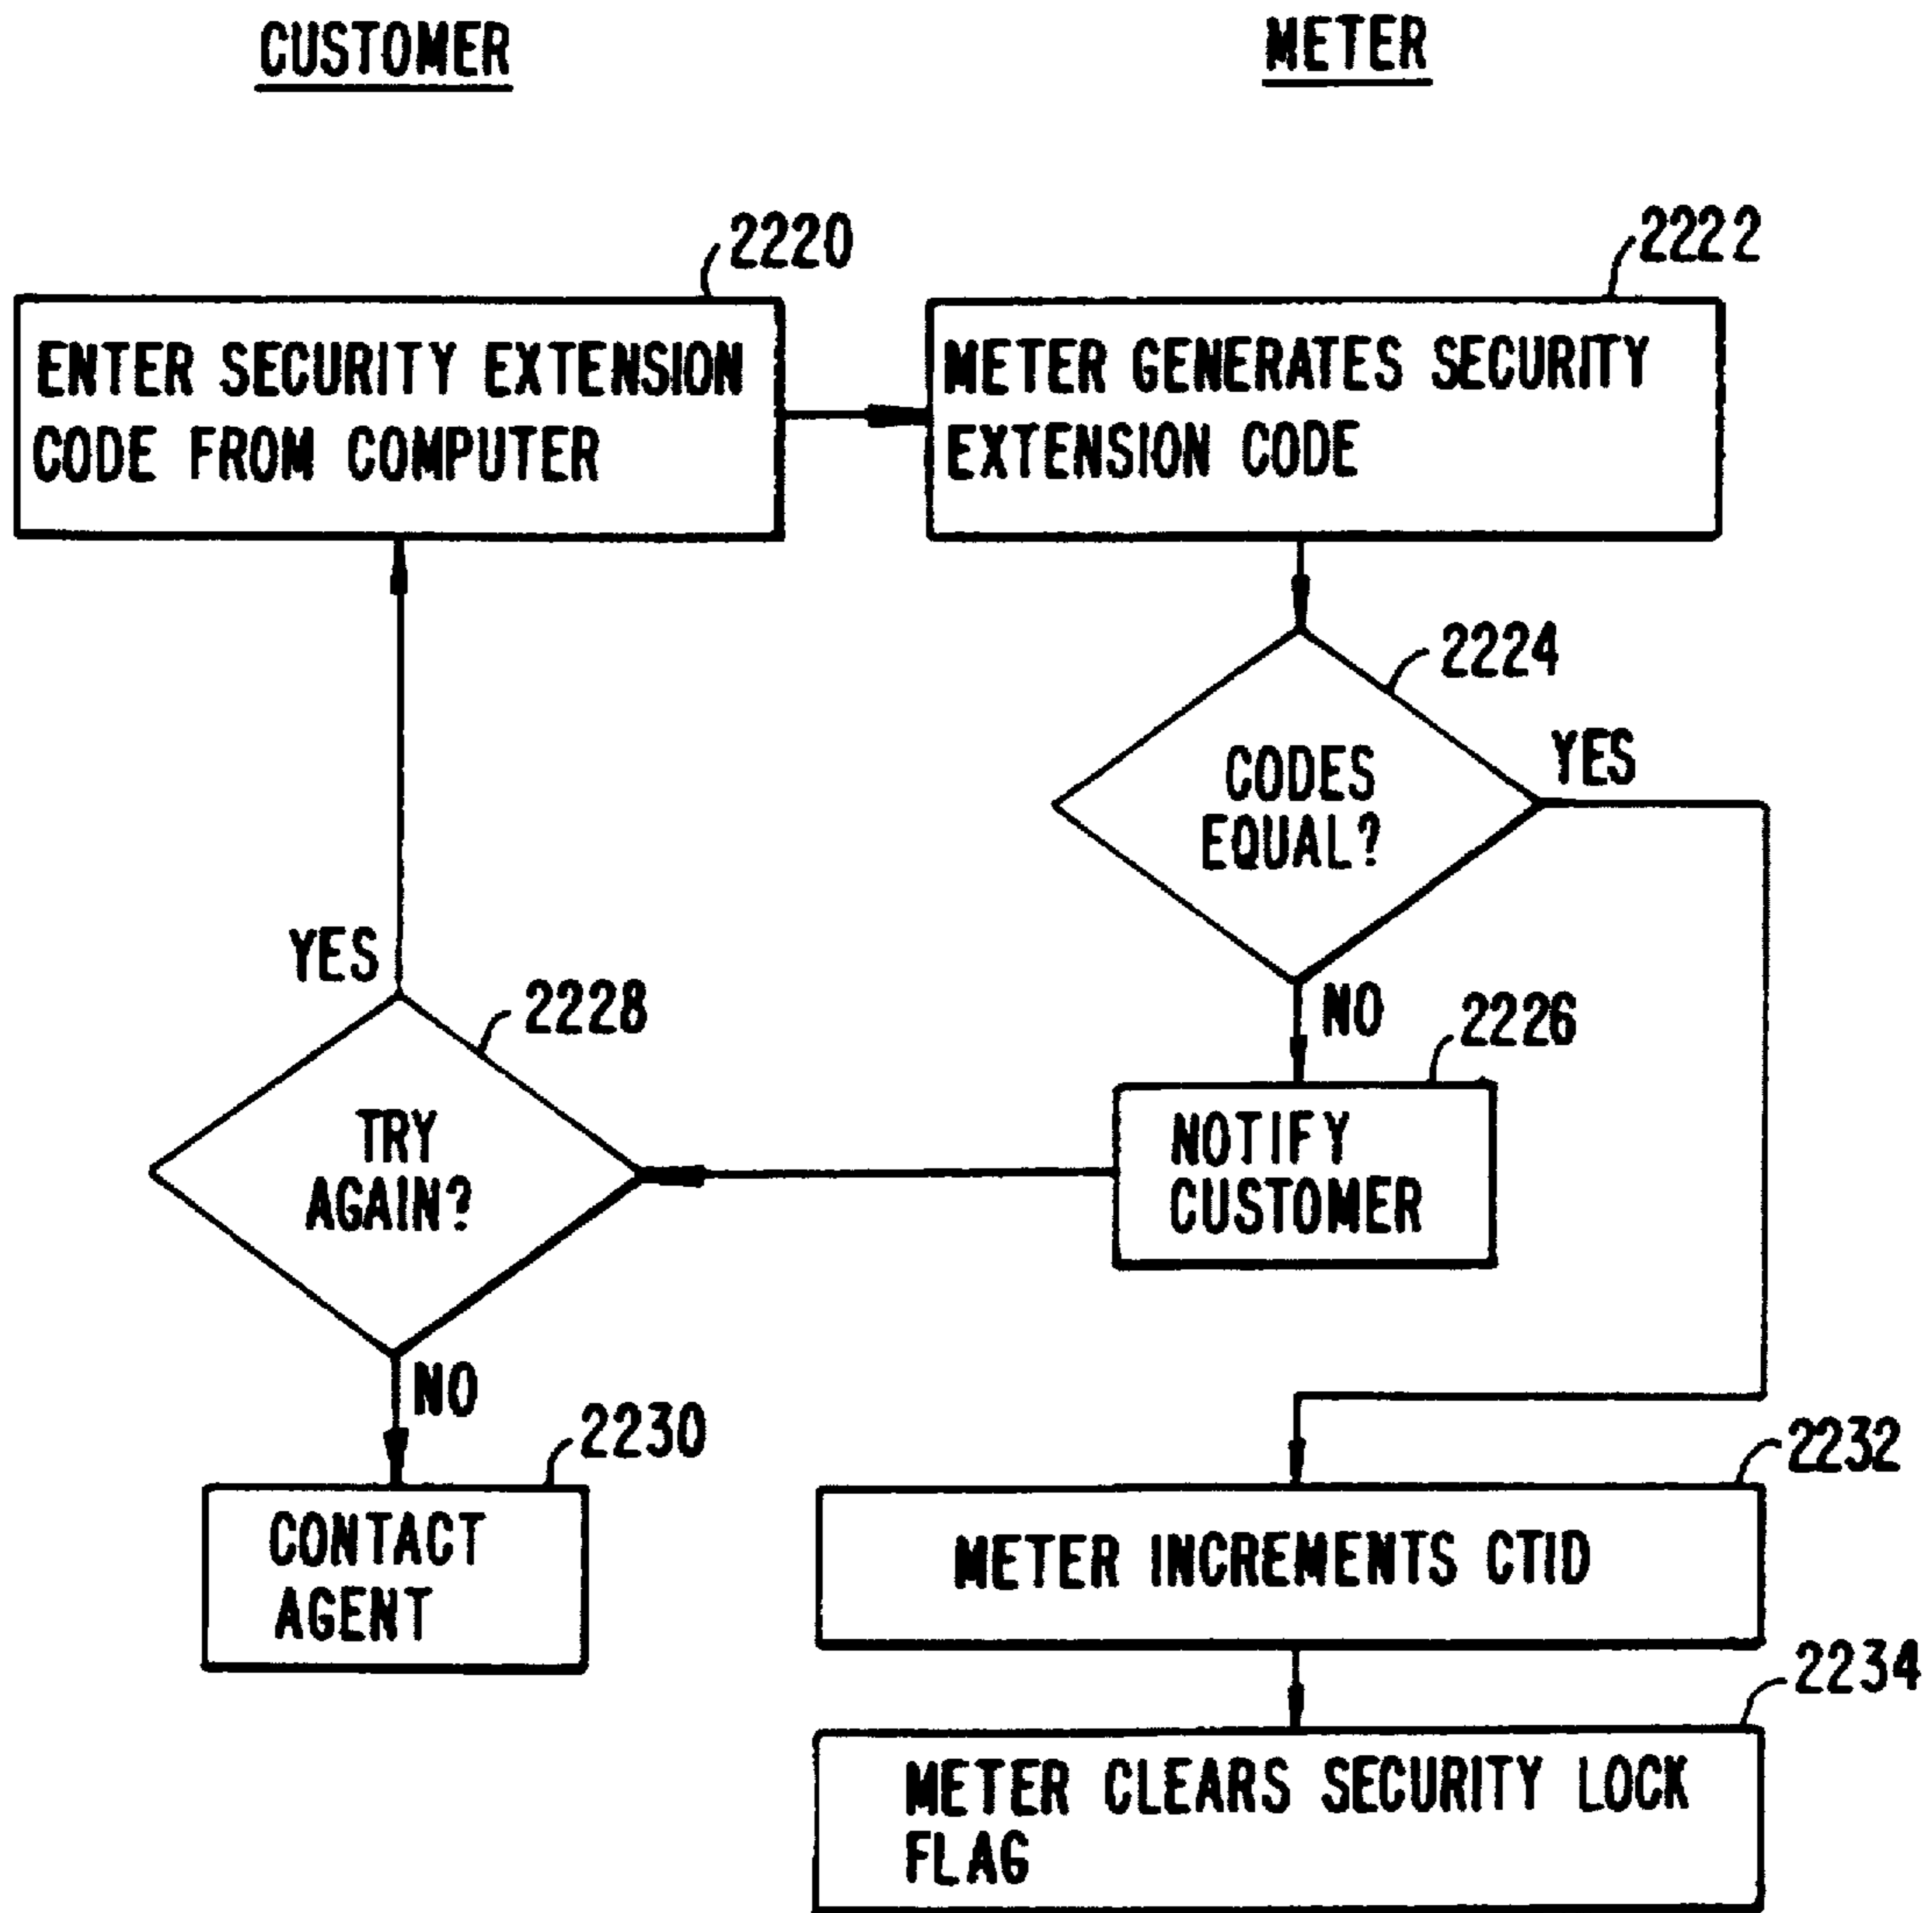 CUSTOMER
METER
2220
2222
ENTER SECURITY EXTENSION
CODE FROM COMPUTER
METER GENERATES SECURITY
EXTENSION CODE
2224
CODES
EQUAL?
YES
YES
2228
NO
2226
TRY
AGAIN?
NOTIFY
CUSTOMER
NO
2230
2232
CONTACT
AGENT
METER INCREMENTS CTID
2234
METER CLEARS SECURITY LOCK
FLAG